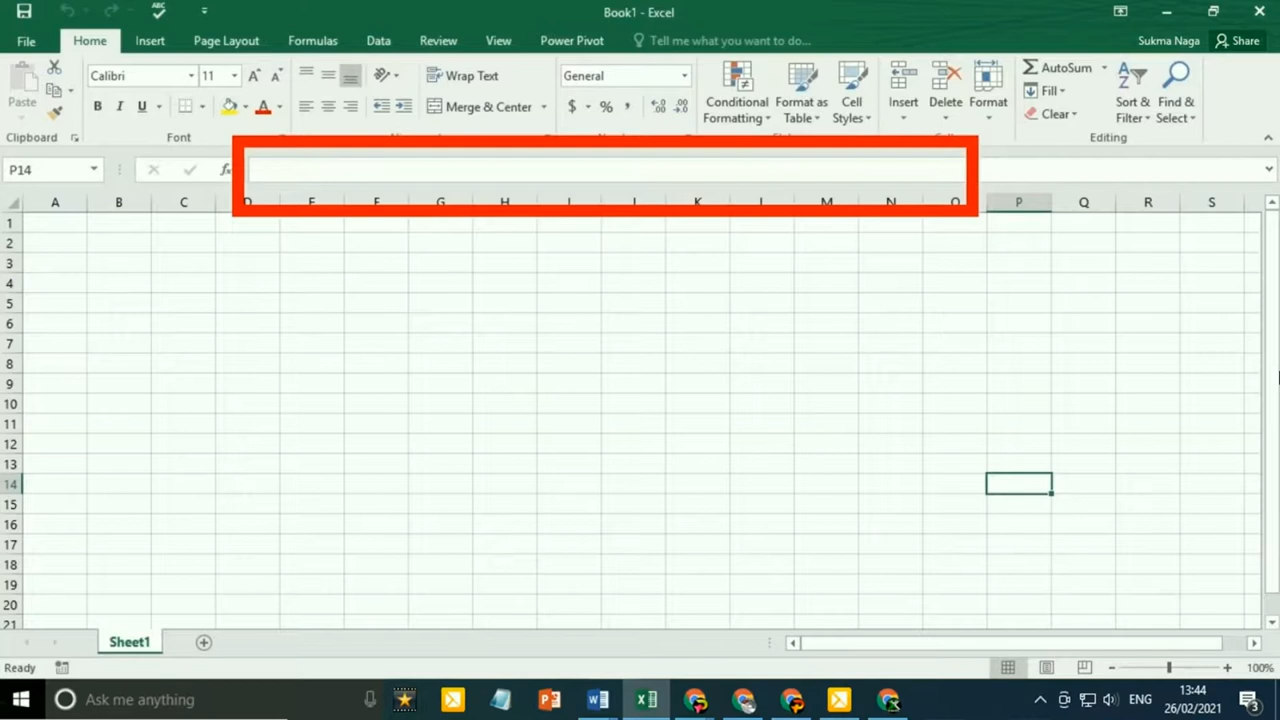 ABC
Book1 - Excel
File Home Insert Page Layout Formulas Data Review View Power Pivot Tell me what you want to do... Sukma Naga Share
Calibri 11 A A Wrap Text General AutoSum
Paste B I U A Merge & Center $ % , Conditional Formatting Format as Table Cell Styles Insert Delete Format Fill Clear Sort & Filter Find & Select
Clipboard Font Editing
P14 fx
A B C D E F G H I J K L M N O P Q R S
1
2
3
4
5
6
7
8
9
10
11
12
13
14
15
16
17
18
19
20
21
Sheet1
Ready 100%
Ask me anything ENG 13:44
26/02/2021 3